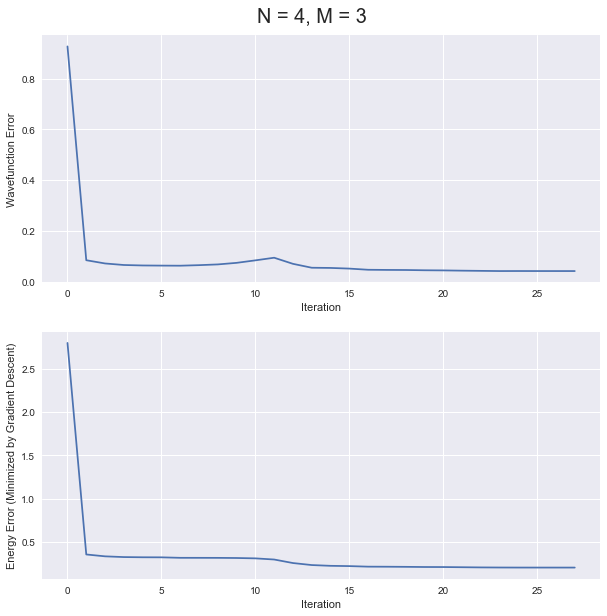 N = 4, M = 3
Wavefunction Error
0.8
0.6
0.4
0.2
0.0
0 5 10 15 20 25
Iteration
Energy Error (Minimized by Gradient Descent)
2.5
2.0
1.5
1.0
0.5
0 5 10 15 20 25
Iteration